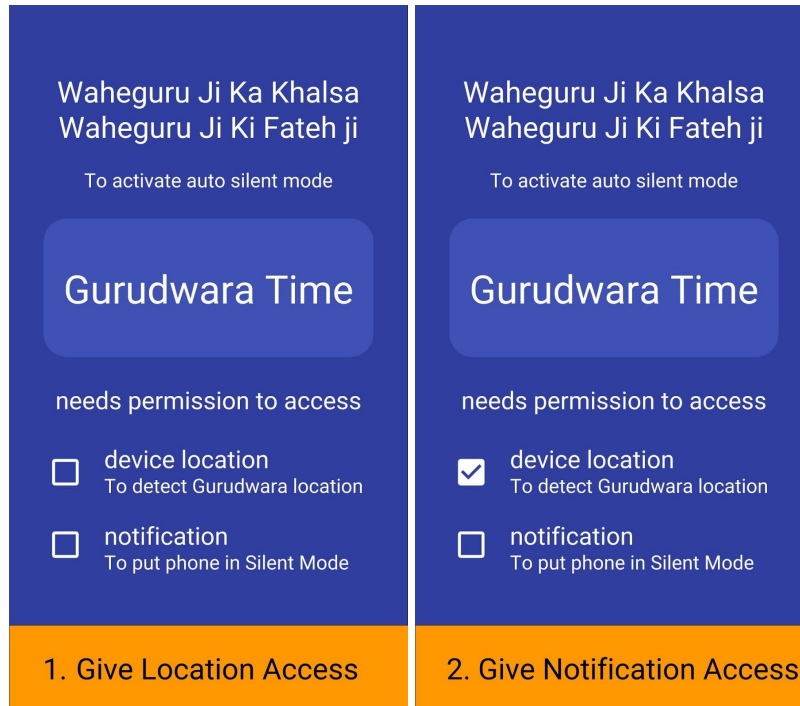 Waheguru Ji Ka Khalsa
Waheguru Ji Ki Fateh ji
To activate auto silent mode
Gurudwara Time
needs permission to access
device location
To detect Gurudwara location
notification
To put phone in Silent Mode
1. Give Location Access
Waheguru Ji Ka Khalsa
Waheguru Ji Ki Fateh ji
To activate auto silent mode
Gurudwara Time
needs permission to access
device location
To detect Gurudwara location
notification
To put phone in Silent Mode
2. Give Notification Access